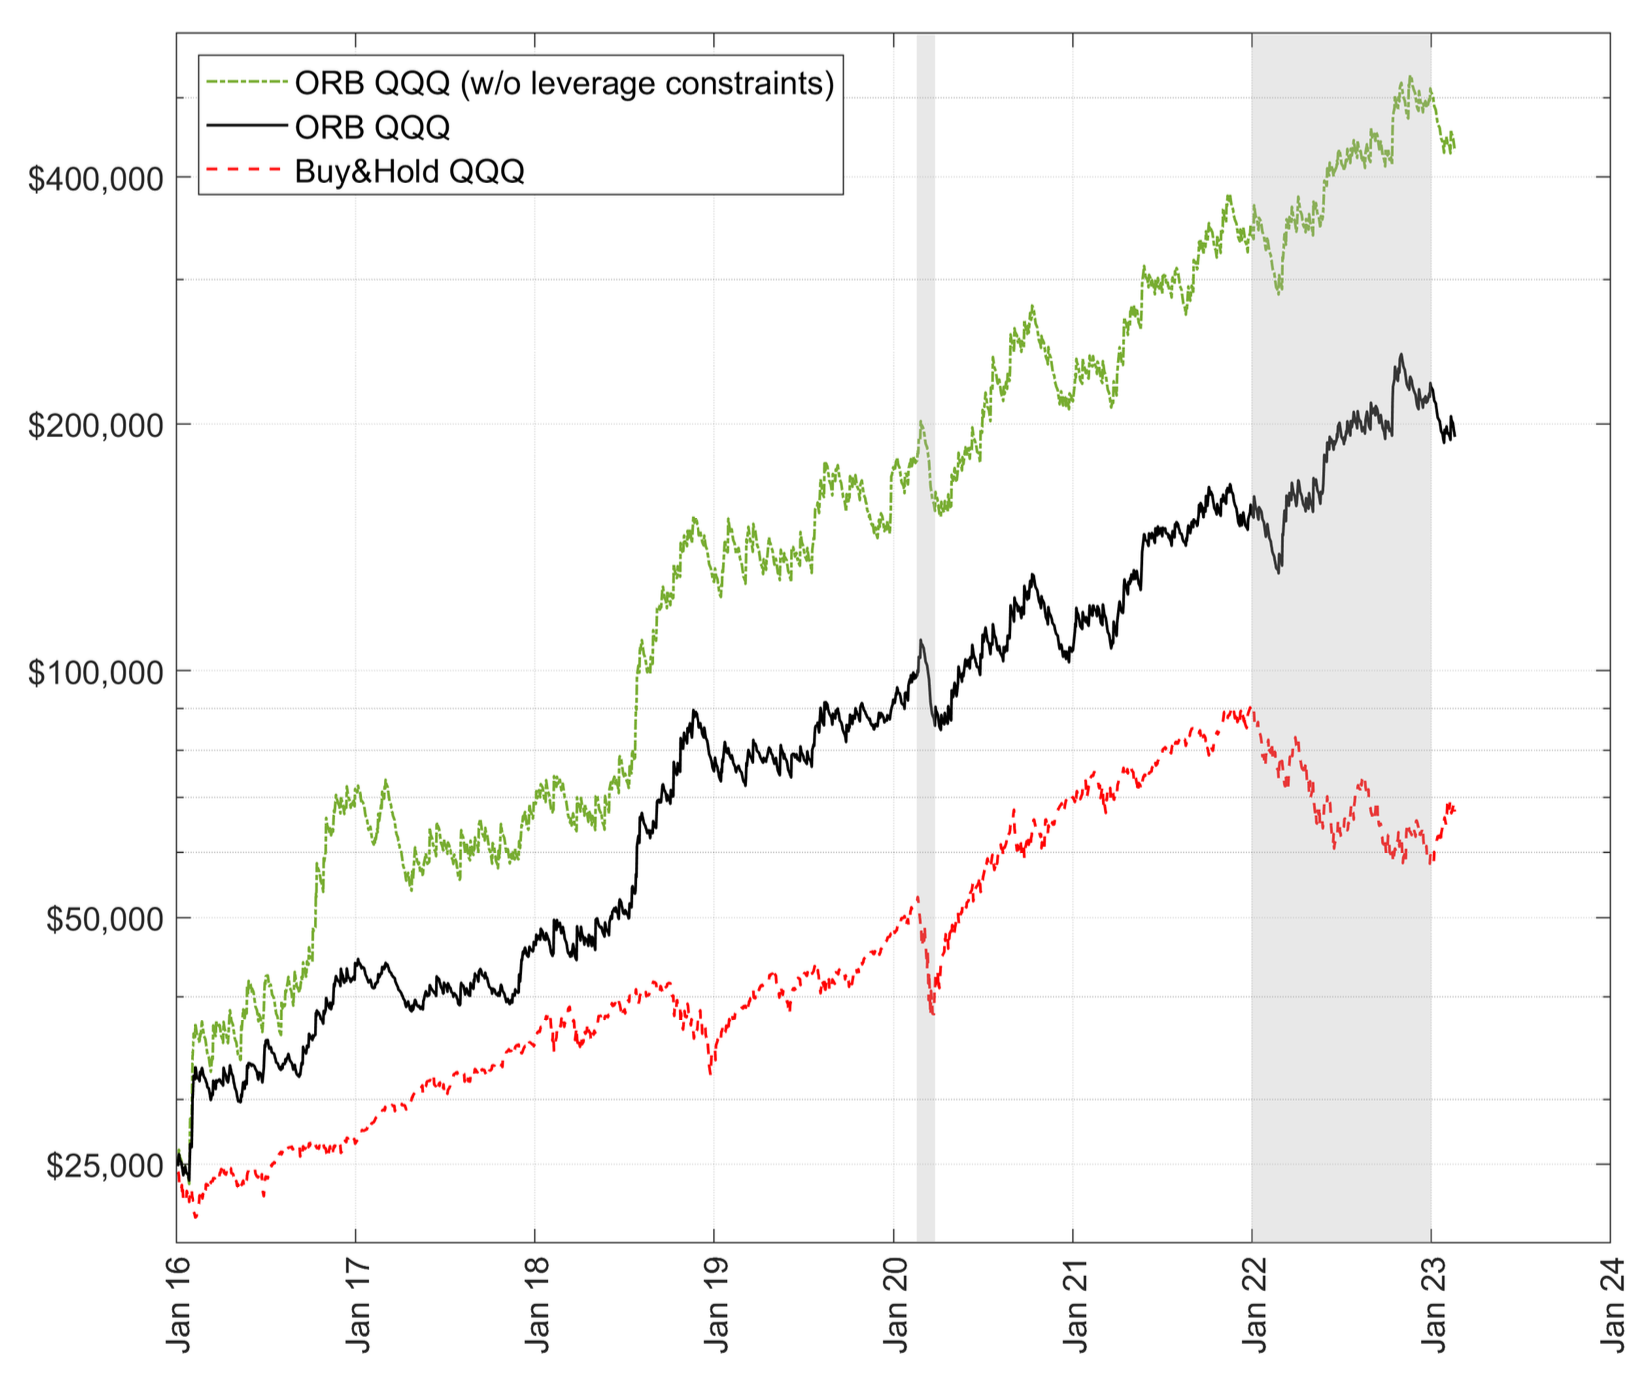 ORB QQQ (w/o leverage constraints)
ORB QQQ
Buy&Hold QQQ
$400,000
$200,000
$100,000
$50,000
$25,000
Jan 16
Jan 17
Jan 18
Jan 19
Jan 20
Jan 21
Jan 22
Jan 23
Jan 24